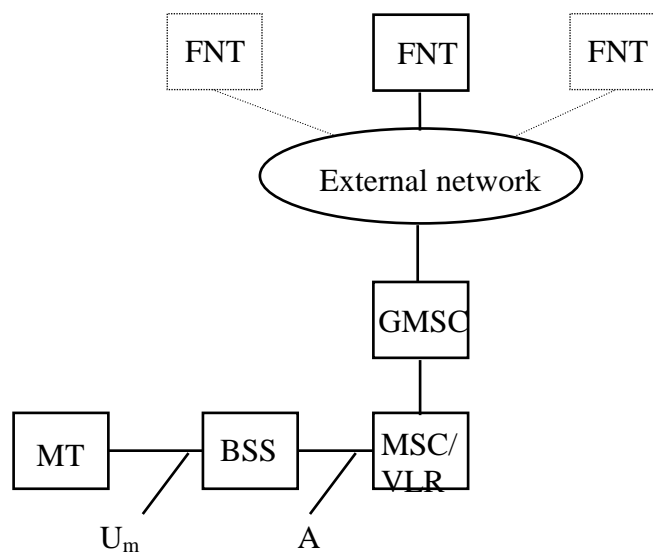 FNT FNT FNT
External network
GMSC
MT BSS MSC/
VLR
Um A